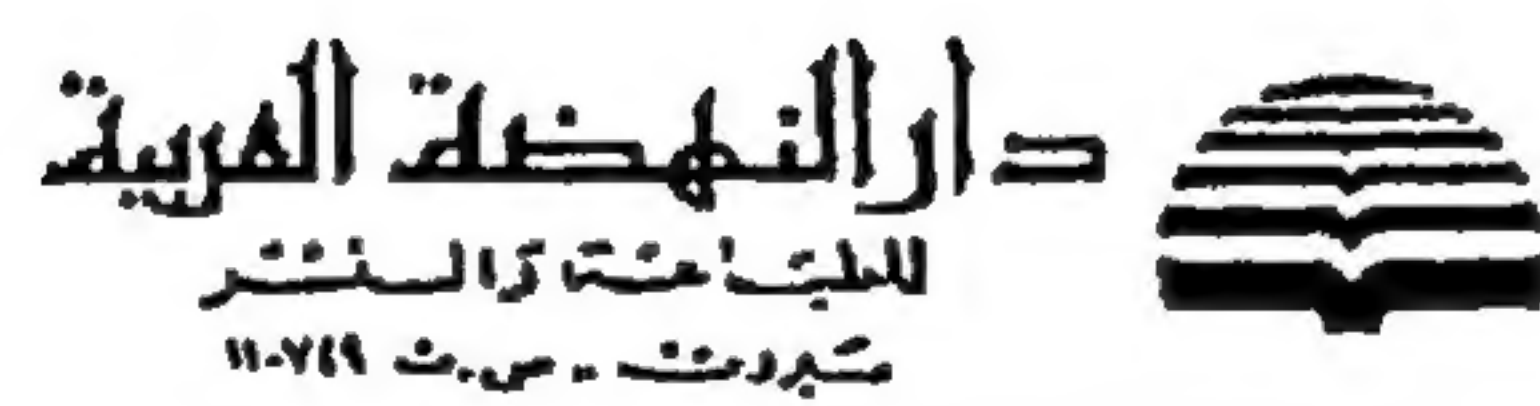 دار النهضة العربية
للطباعة والنشر
بيروت - ص.ب ٧٤٩-١١